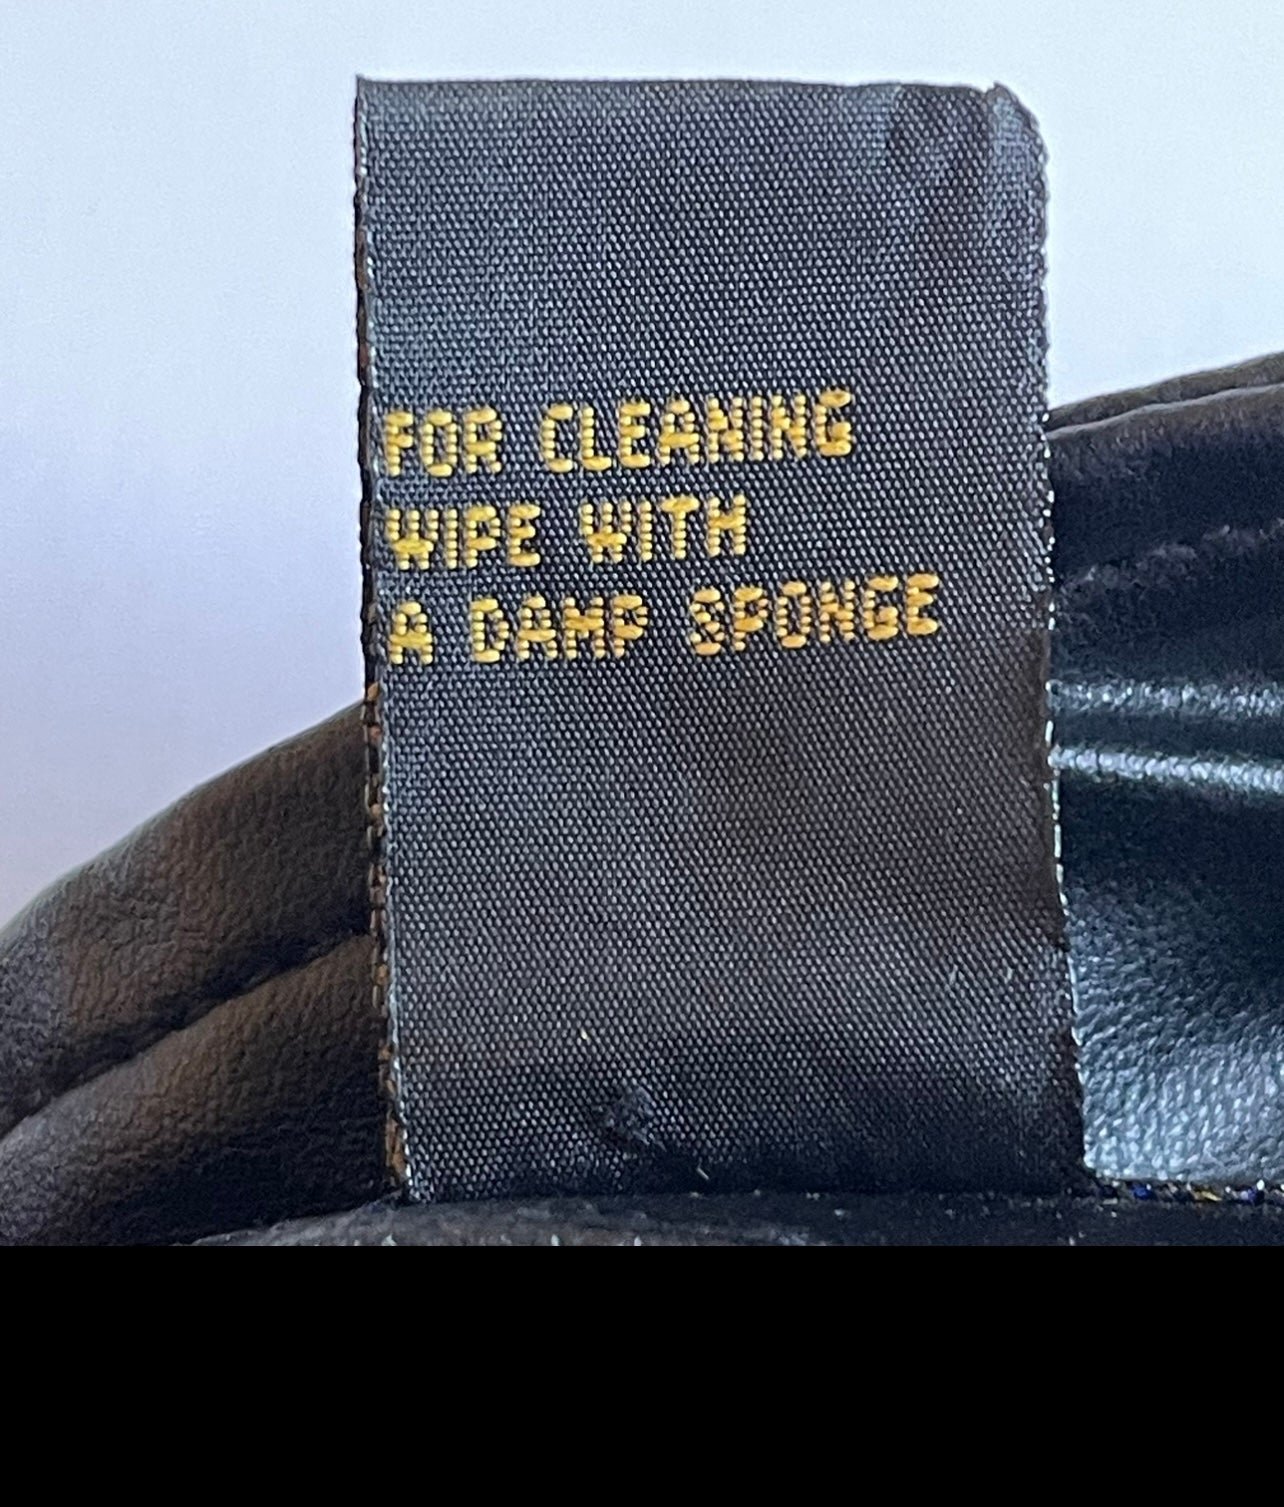 FOR CLEANING
WIPE WITH
A DAMP SPONGE